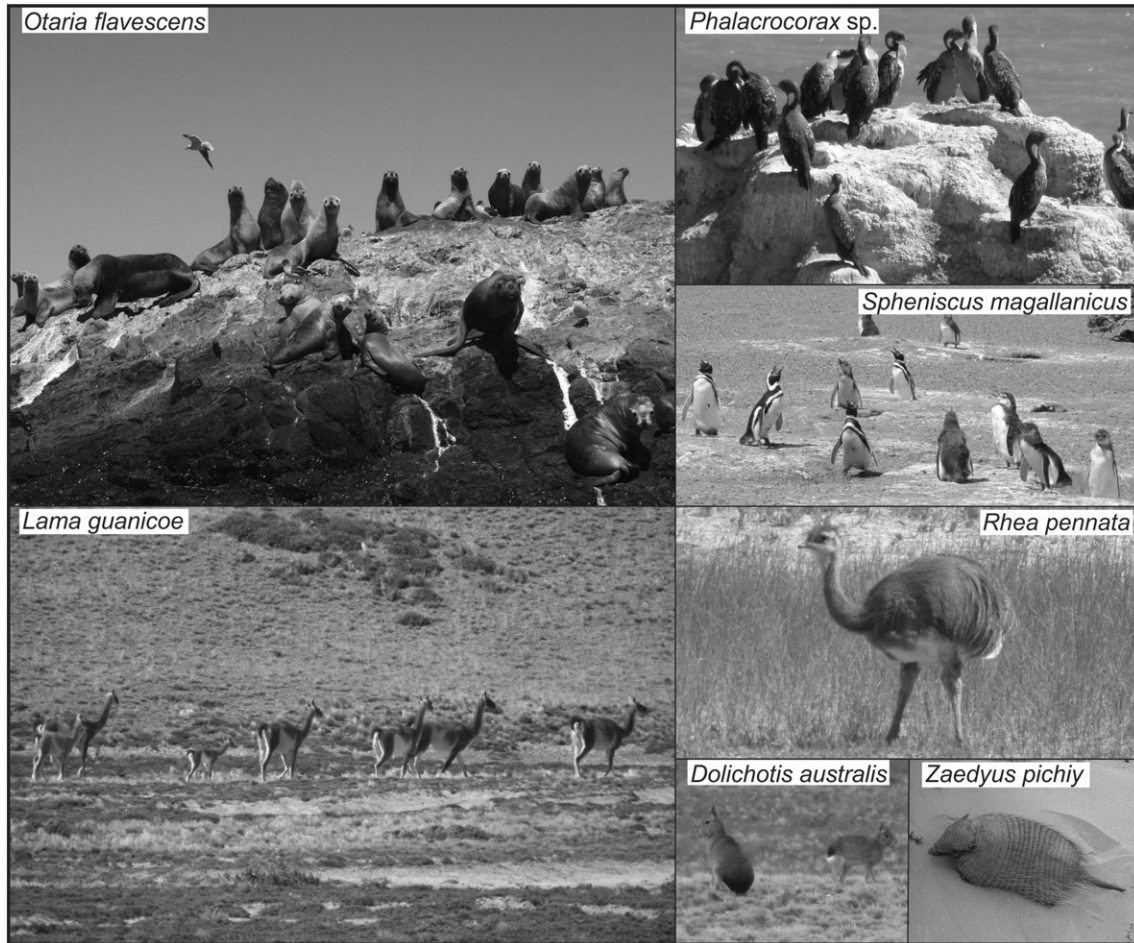 Otaria flavescens
Phalacrocorax sp.
Spheniscus magallanicus
Lama guanicoe
Rhea pennata
Dolichotis australis
Zaedyus pichiy